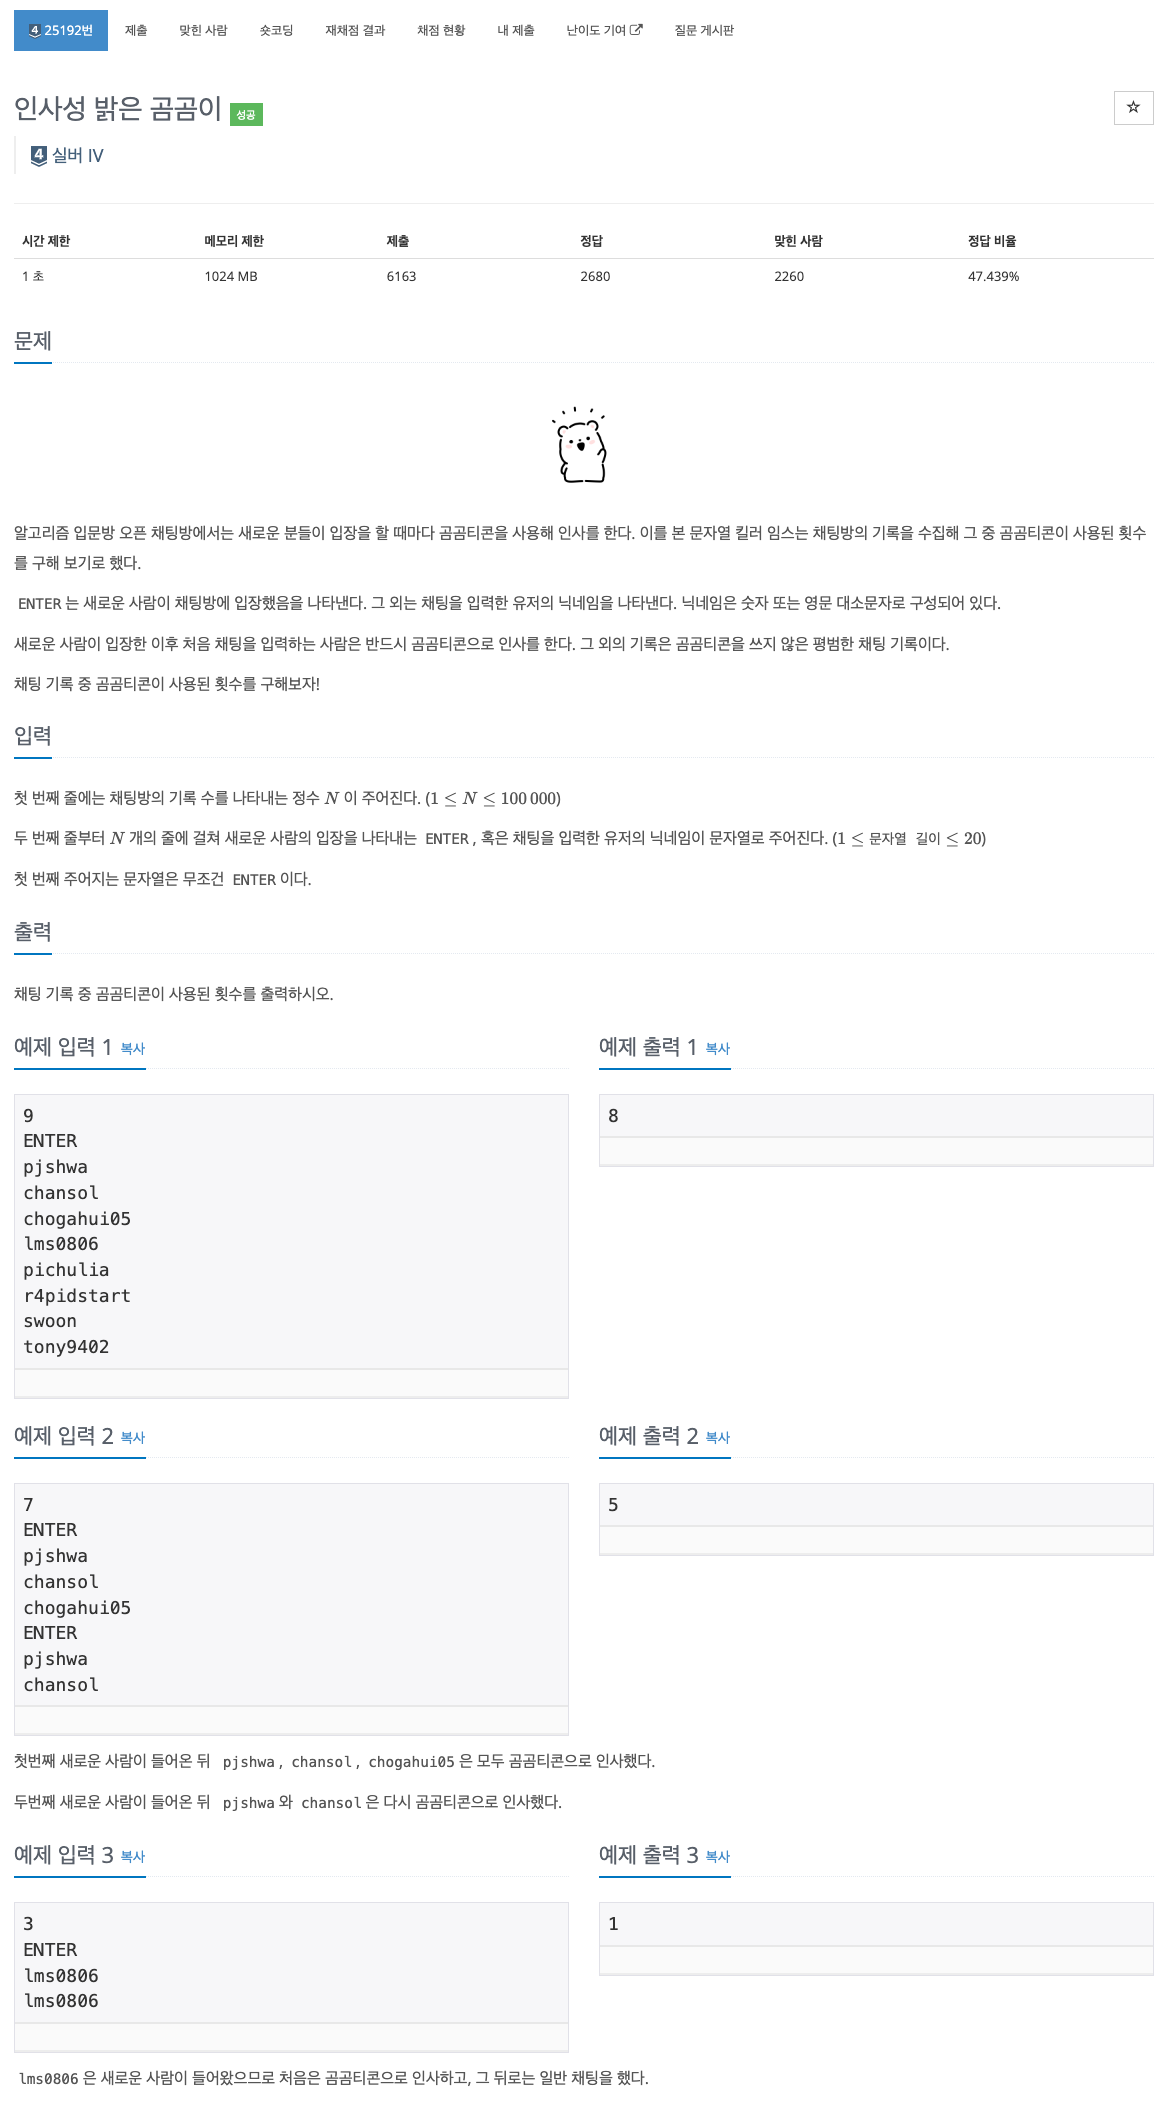 4 25192번 제출 맞힌 사람 숏코딩 재채점 결과 채점 현황 내 제출 난이도 기여 질문 게시판
인사성 밝은 곰곰이 성공
4 실버 IV
시간 제한 메모리 제한 제출 정답 맞힌 사람 정답 비율
1 초 1024 MB 6163 2680 2260 47.439%
문제
알고리즘 입문방 오픈 채팅방에서는 새로운 분들이 입장을 할 때마다 곰곰티콘을 사용해 인사를 한다. 이를 본 문자열 킬러 임스는 채팅방의 기록을 수집해 그 중 곰곰티콘이 사용된 횟수
를 구해 보기로 했다.
ENTER 는 새로운 사람이 채팅방에 입장했음을 나타낸다. 그 외는 채팅을 입력한 유저의 닉네임을 나타낸다. 닉네임은 숫자 또는 영문 대소문자로 구성되어 있다.
새로운 사람이 입장한 이후 처음 채팅을 입력하는 사람은 반드시 곰곰티콘으로 인사를 한다. 그 외의 기록은 곰곰티콘을 쓰지 않은 평범한 채팅 기록이다.
채팅 기록 중 곰곰티콘이 사용된 횟수를 구해보자!
입력
첫 번째 줄에는 채팅방의 기록 수를 나타내는 정수 N 이 주어진다. (1 ≤ N ≤ 100 000)
두 번째 줄부터 N 개의 줄에 걸쳐 새로운 사람의 입장을 나타내는 ENTER , 혹은 채팅을 입력한 유저의 닉네임이 문자열로 주어진다. (1 ≤ 문자열 길이 ≤ 20)
첫 번째 주어지는 문자열은 무조건 ENTER 이다.
출력
채팅 기록 중 곰곰티콘이 사용된 횟수를 출력하시오.
예제 입력 1 복사
9
ENTER
pjshwa
chansol
chogahui05
lms0806
pichulia
r4pidstart
swoon
tony9402
예제 출력 1 복사
8
예제 입력 2 복사
7
ENTER
pjshwa
chansol
chogahui05
ENTER
pjshwa
chansol
예제 출력 2 복사
5
첫번째 새로운 사람이 들어온 뒤 pjshwa , chansol , chogahui05 은 모두 곰곰티콘으로 인사했다.
두번째 새로운 사람이 들어온 뒤 pjshwa 와 chansol 은 다시 곰곰티콘으로 인사했다.
예제 입력 3 복사
3
ENTER
lms0806
lms0806
예제 출력 3 복사
1
lms0806 은 새로운 사람이 들어왔으므로 처음은 곰곰티콘으로 인사하고, 그 뒤로는 일반 채팅을 했다.